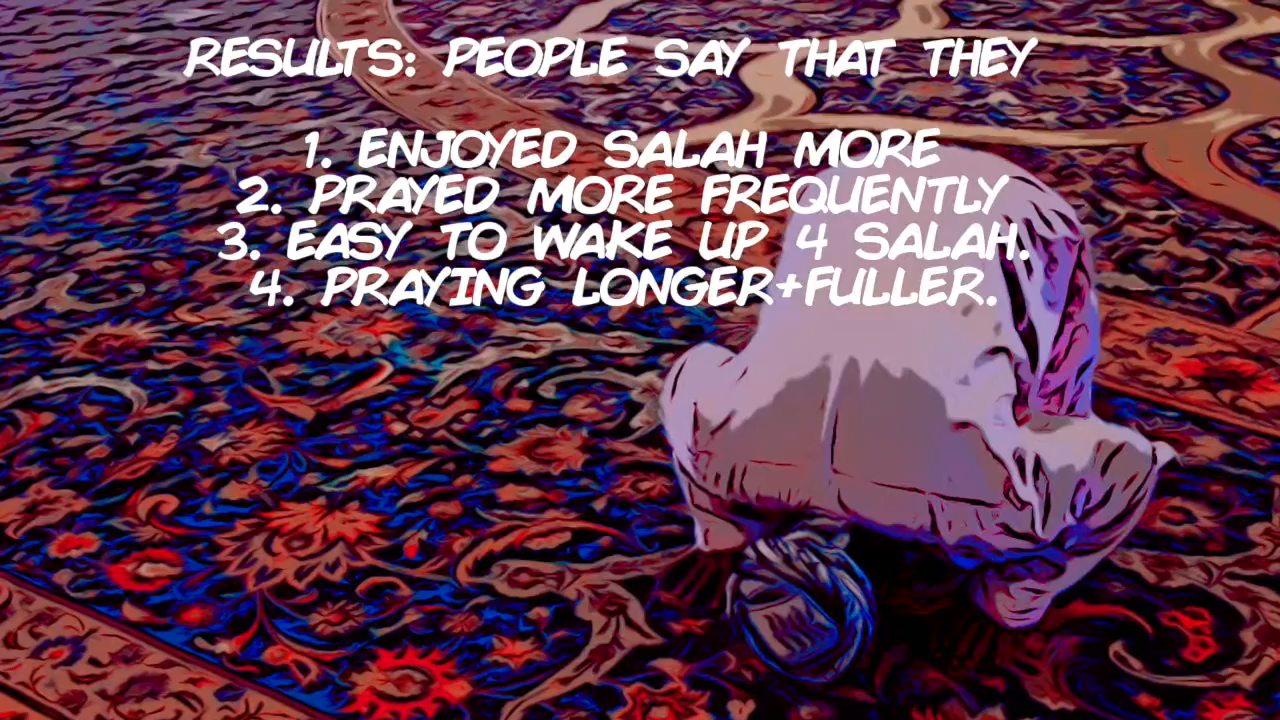 RESULTS: PEOPLE SAY THAT THEY
1. ENJOYED SALAH MORE
2. PRAYED MORE FREQUENTLY
3. EASY TO WAKE UP 4 SALAH.
4. PRAYING LONGER+FULLER.